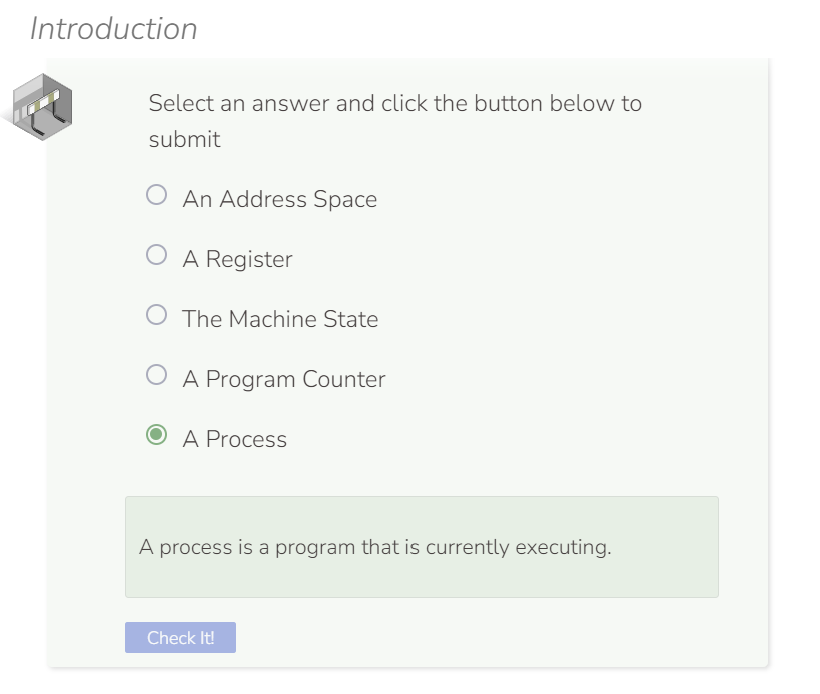 Introduction
Select an answer and click the button below to
submit
An Address Space
A Register
The Machine State
A Program Counter
A Process
A process is a program that is currently executing.
Check It!